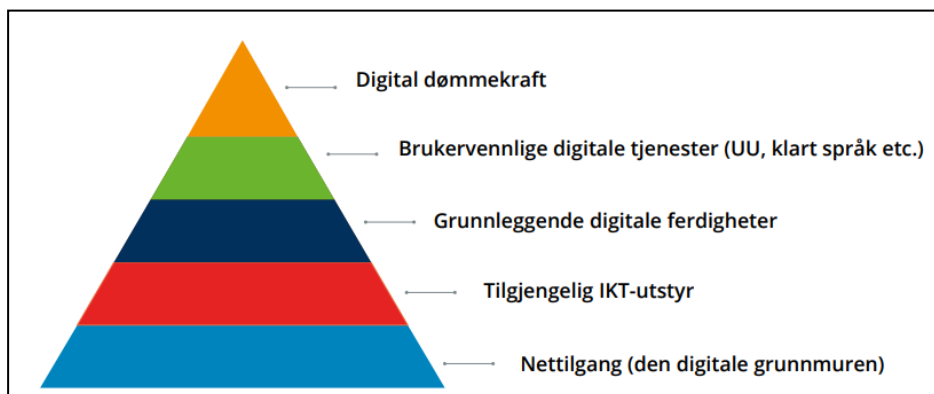 Digital dømmekraft
Brukervennlige digitale tjenester (UU, klart språk etc.)
Grunnleggende digitale ferdigheter
Tilgjengelig IKT-utstyr
Nettilgang (den digitale grunnmuren)